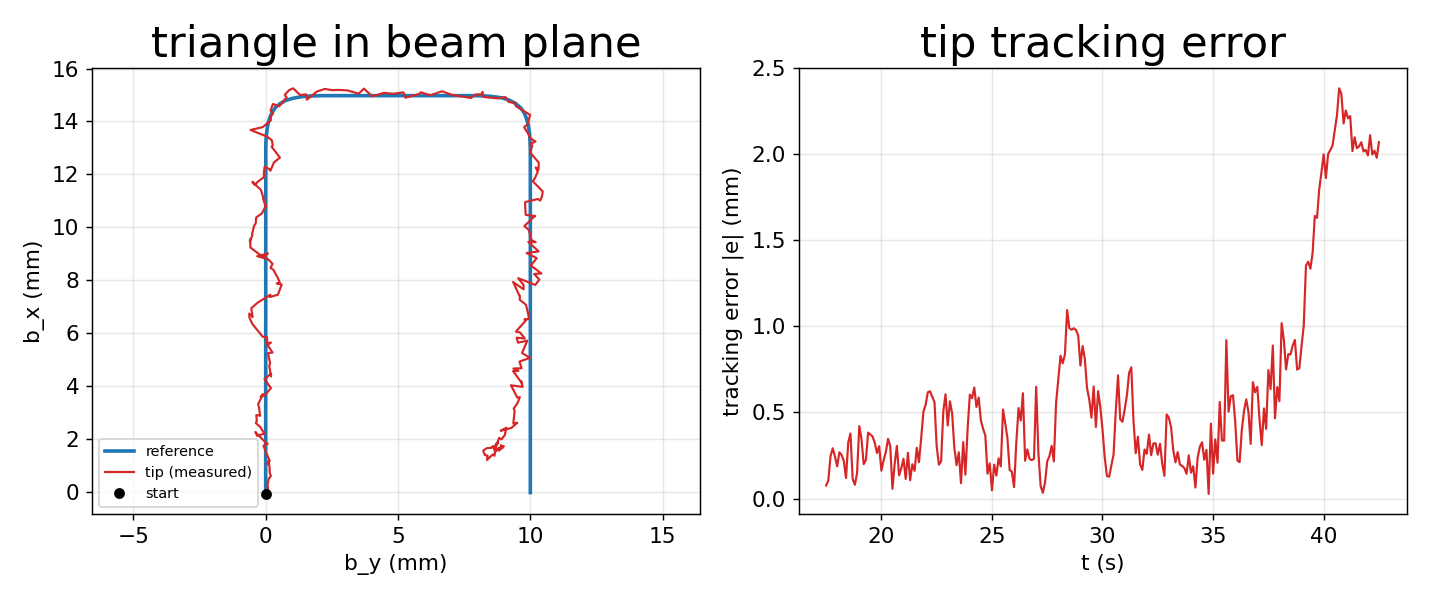 triangle in beam plane
16
14
12
10
8
6
4
2
0
b_x (mm)
reference
tip (measured)
start
−5
0
5
10
15
b_y (mm)
tip tracking error
2.5
2.0
1.5
1.0
0.5
0.0
tracking error |e| (mm)
20
25
30
35
40
t (s)